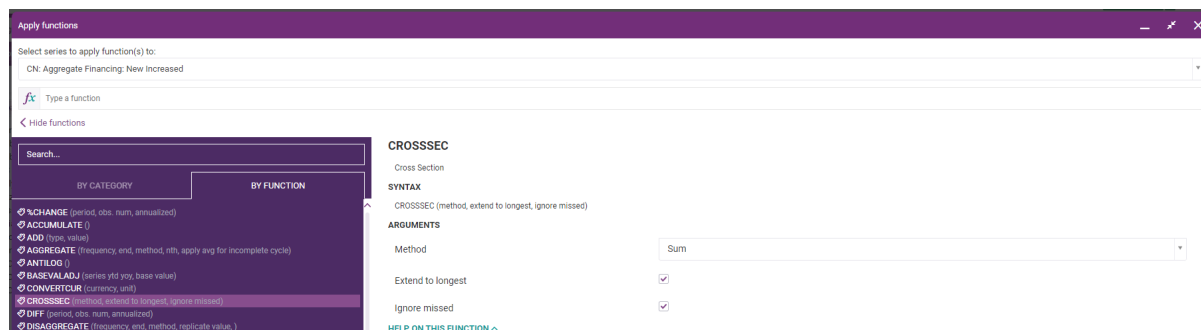 Apply functions
Select series to apply function(s) to:
CN: Aggregate Financing: New Increased
fx Type a function
Hide functions
Search...
BY CATEGORY BY FUNCTION
%CHANGE (period, obs. num, annualized)
ACCUMULATE ()
ADD (type, value)
AGGREGATE (frequency, end, method, nth, apply avg for incomplete cycle)
ANTILOG ()
BASEVALADJ (series ytd yoy, base value)
CONVERTCUR (currency, unit)
CROSSSEC (method, extend to longest, ignore missed)
DIFF (period, obs. num, annualized)
DISAGGREGATE (frequency, end, method, replicate value, )
CROSSSEC
Cross Section
SYNTAX
CROSSSEC (method, extend to longest, ignore missed)
ARGUMENTS
Method Sum
Extend to longest
Ignore missed
HELP ON THIS FUNCTION